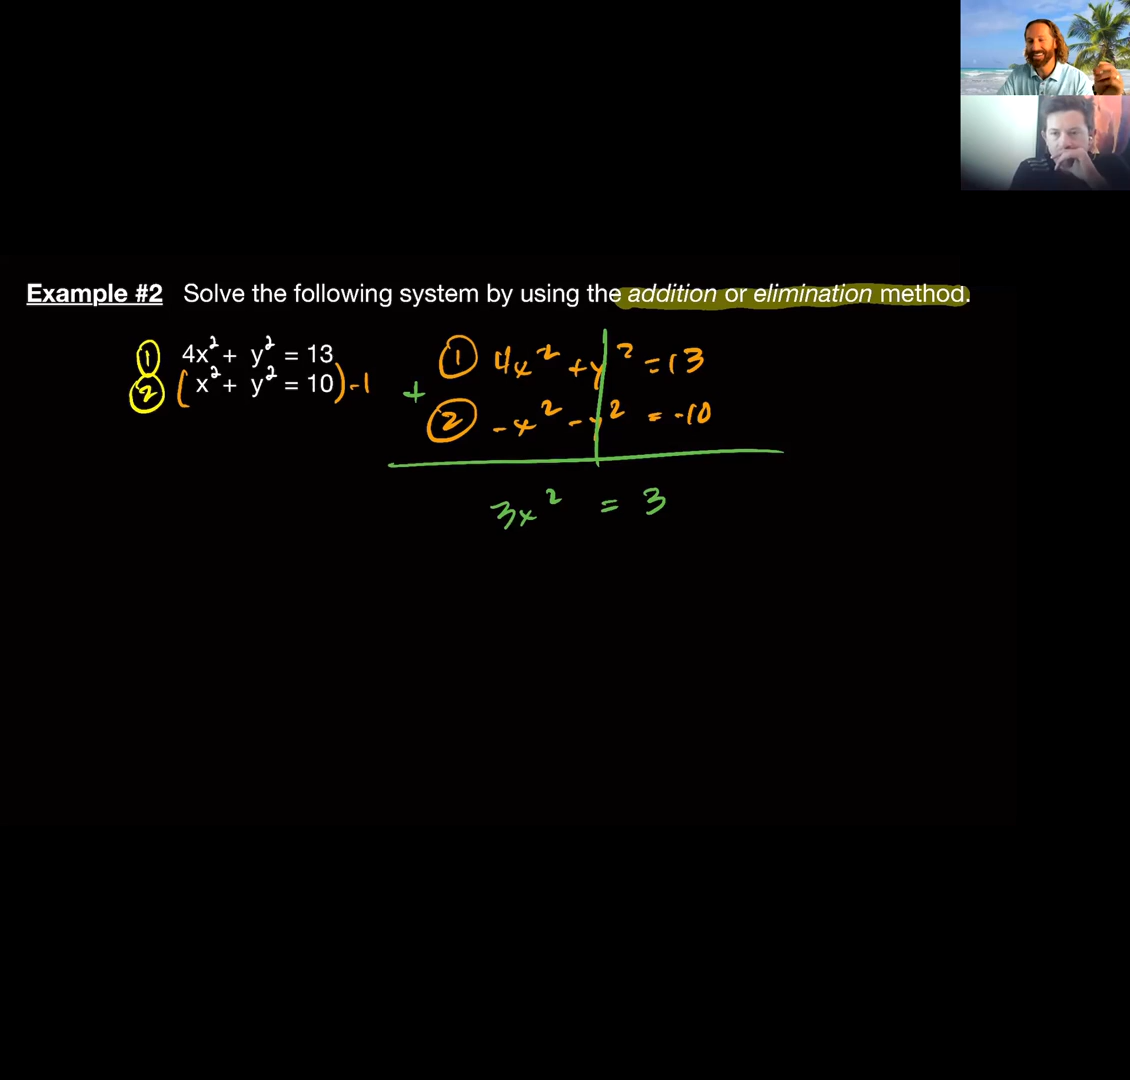 Example #2 Solve the following system by using the addition or elimination method.
① 4x² + y² = 13
② (x² + y² = 10) -1
① 4x² + y² = 13
+
② -x² - y² = -10
3x² = 3